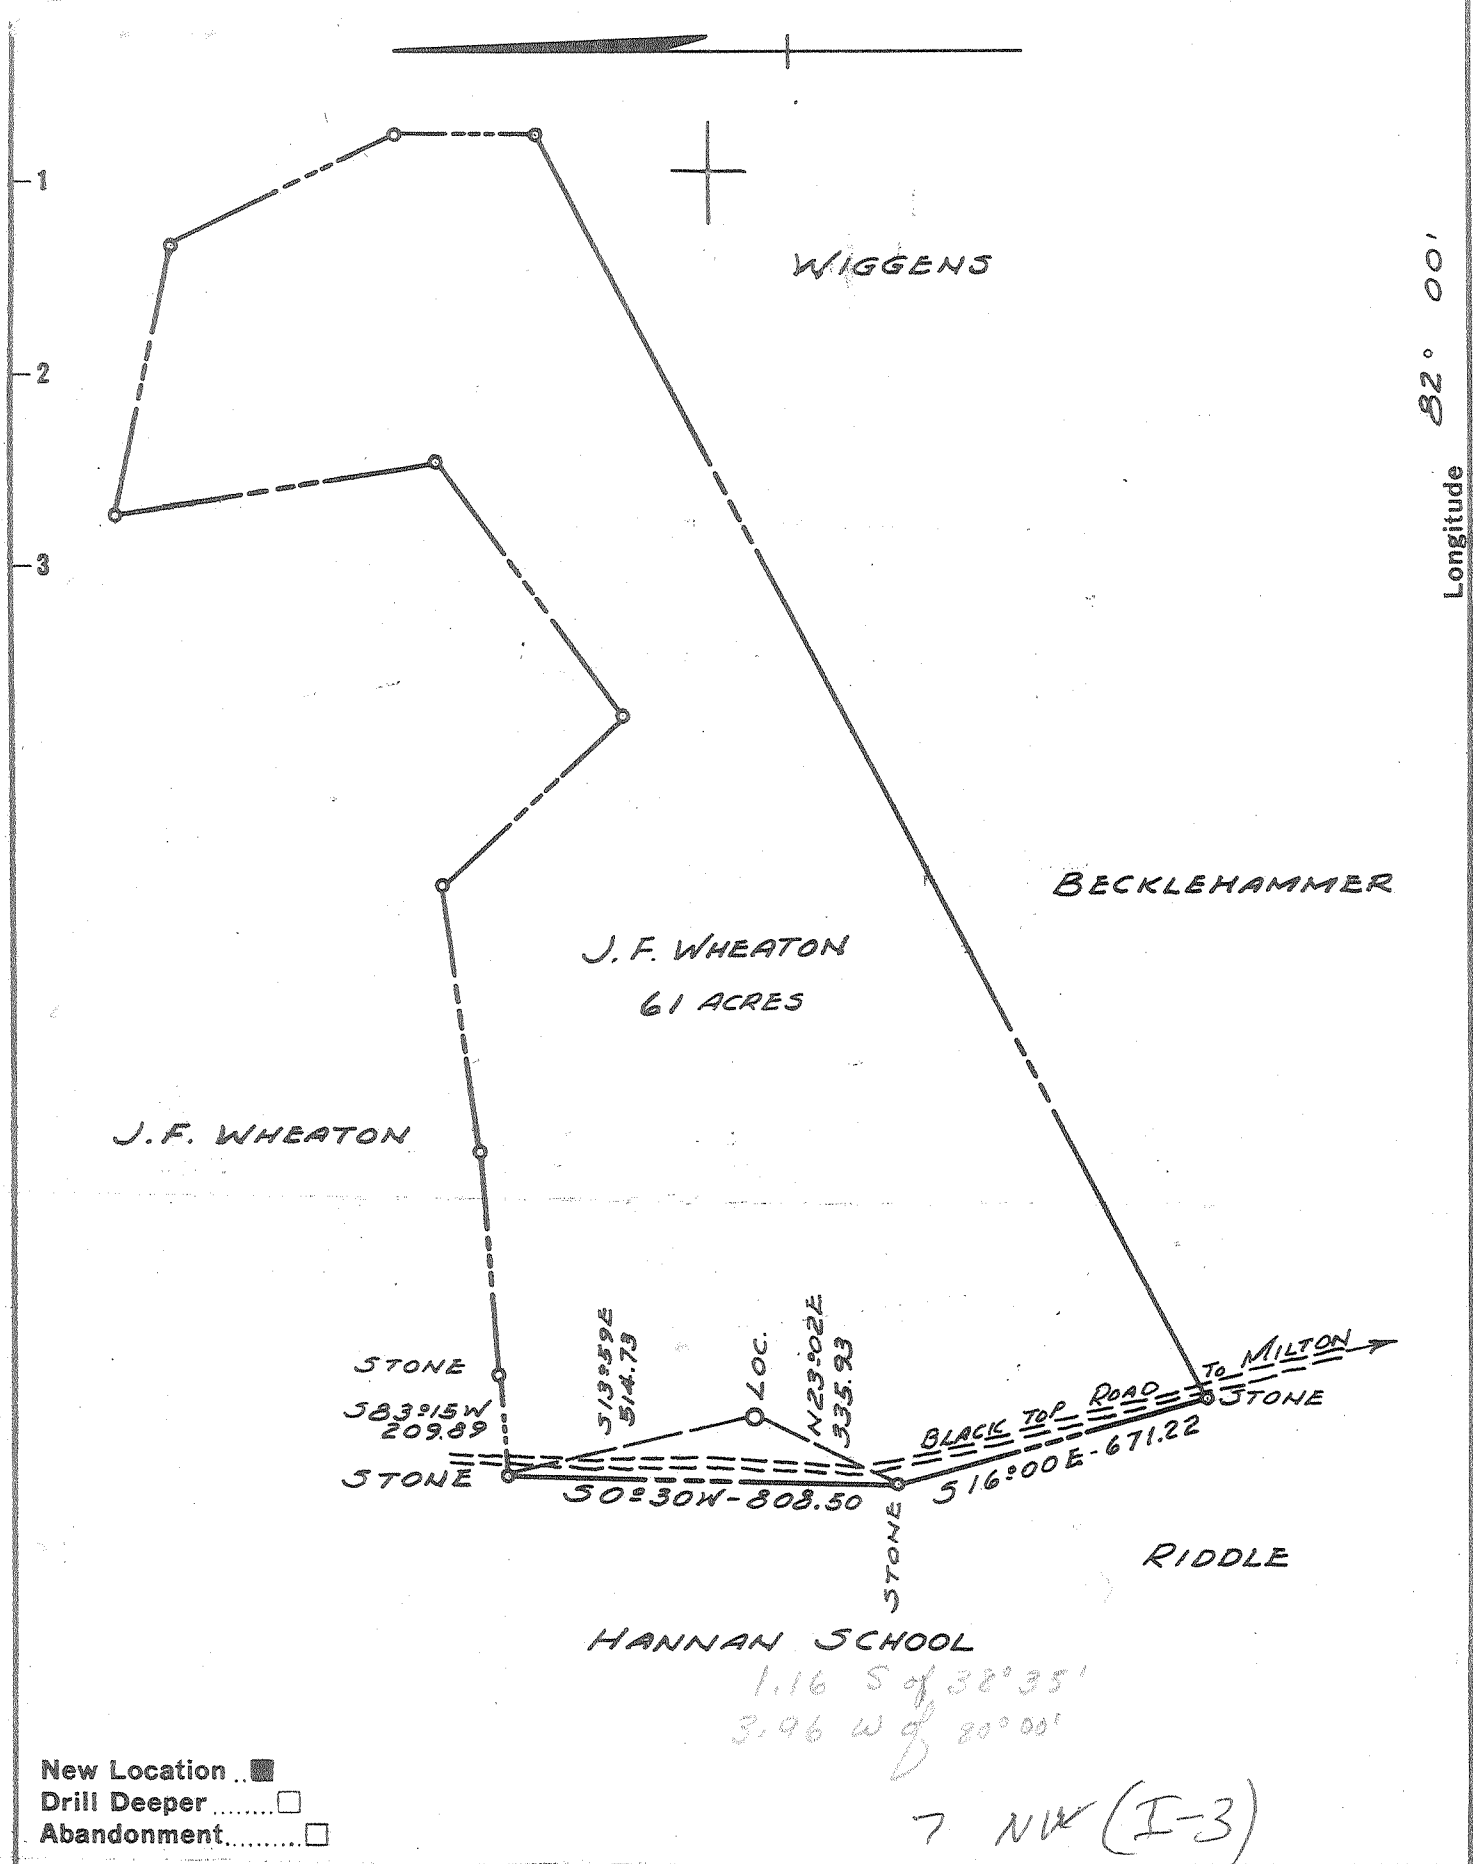 1
WIGGENS
82° 00'
2
Longitude
3
BECKLEHAMMER
J. F. WHEATON
61 ACRES
J. F. WHEATON
S13°59E
514.73
LOC.
N23°02E
335.93
STONE
S83°15W
209.89
STONE
BLACK TOP ROAD TO MILTON
STONE
S0°30W-808.50
S16°00E-671.22
STONE
RIDDLE
HANNAN SCHOOL
1.16 S of 38°35'
3.96 W of 80°00'
New Location ..
Drill Deeper ........
Abandonment..........
7 NW (I-3)